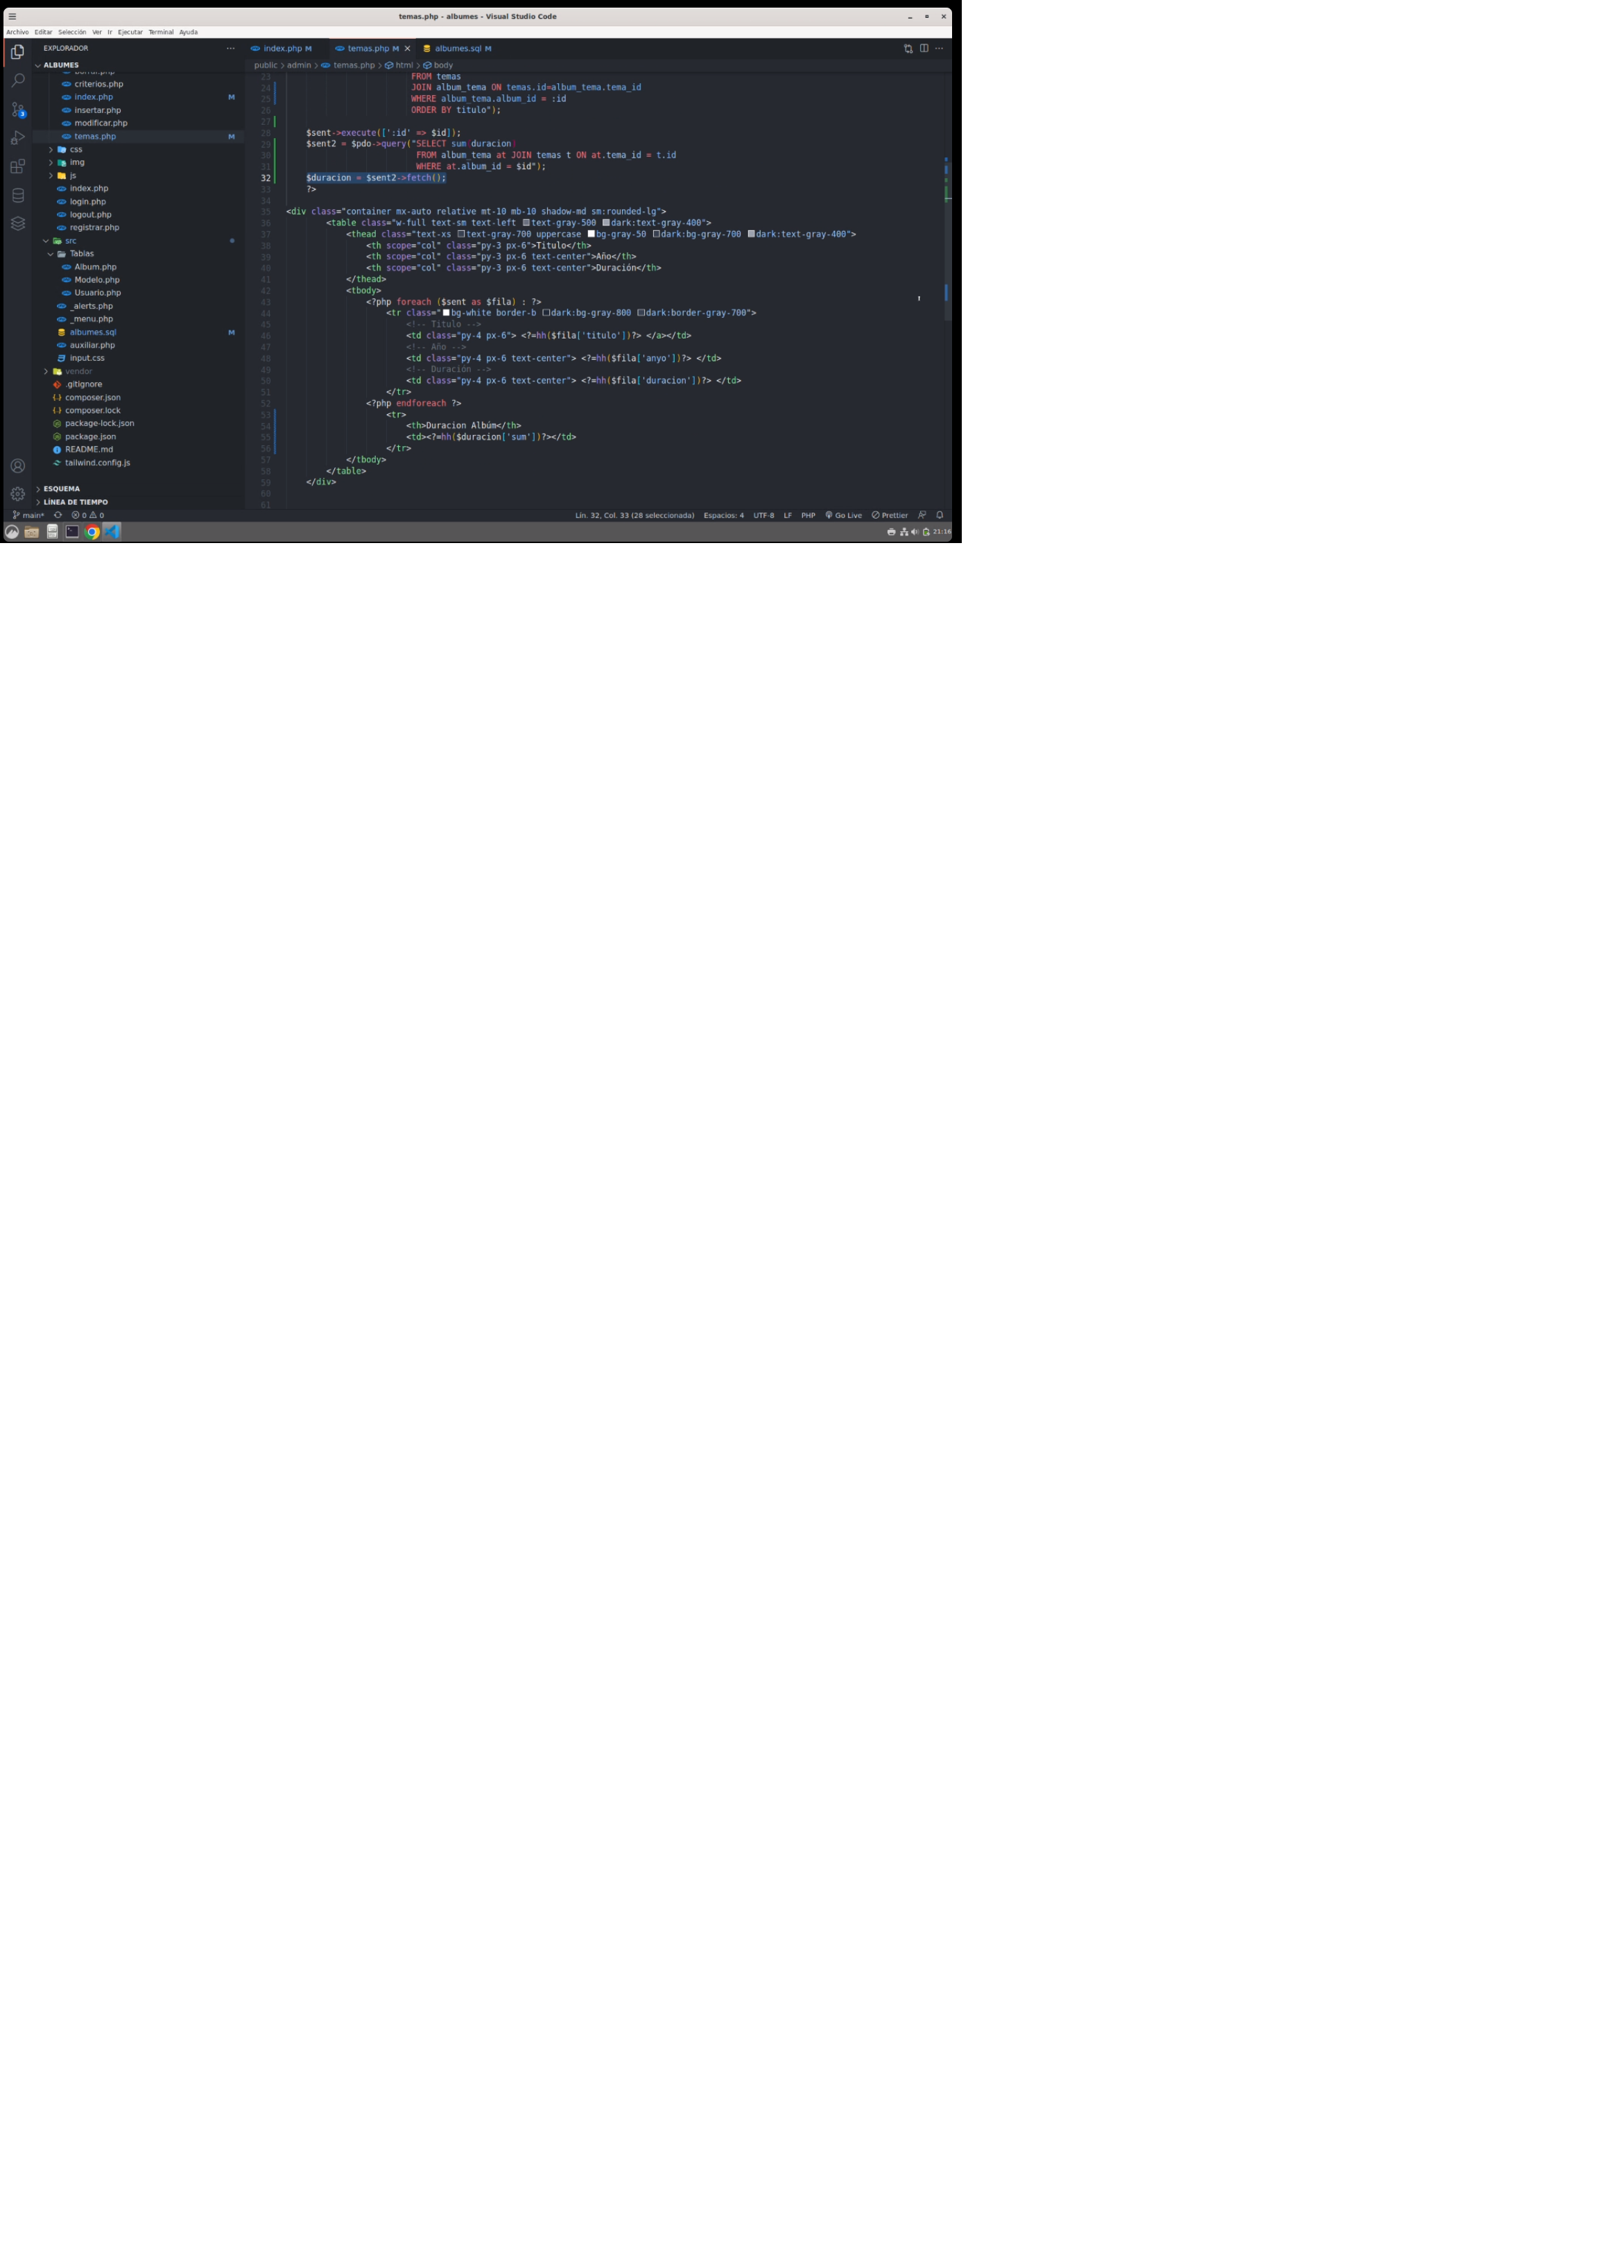 temas.php - albumes - Visual Studio Code
Archivo Editar Selección Ver Ir Ejecutar Terminal Ayuda
EXPLORADOR
ALBUMES
criterios.php
index.php M
insertar.php
modificar.php
temas.php M
css
img
js
index.php
login.php
logout.php
registrar.php
src
Tablas
Album.php
Modelo.php
Usuario.php
_alerts.php
_menu.php
albumes.sql M
auxiliar.php
input.css
vendor
.gitignore
composer.json
composer.lock
package-lock.json
package.json
README.md
tailwind.config.js
ESQUEMA
LÍNEA DE TIEMPO
index.php M temas.php M albumes.sql M
public > admin > temas.php > html > body
23 FROM temas
24 JOIN album_tema ON temas.id=album_tema.tema_id
25 WHERE album_tema.album_id = :id
26 ORDER BY titulo");
27
28 $sent->execute([':id' => $id]);
29 $sent2 = $pdo->query("SELECT sum(duracion)
30 FROM album_tema at JOIN temas t ON at.tema_id = t.id
31 WHERE at.album_id = $id");
32 $duracion = $sent2->fetch();
33 ?>
34
35 <div class="container mx-auto relative mt-10 mb-10 shadow-md sm:rounded-lg">
36 <table class="w-full text-sm text-left text-gray-500 dark:text-gray-400">
37 <thead class="text-xs text-gray-700 uppercase bg-gray-50 dark:bg-gray-700 dark:text-gray-400">
38 <th scope="col" class="py-3 px-6">Titulo</th>
39 <th scope="col" class="py-3 px-6 text-center">Año</th>
40 <th scope="col" class="py-3 px-6 text-center">Duración</th>
41 </thead>
42 <tbody>
43 <?php foreach ($sent as $fila) : ?>
44 <tr class="bg-white border-b dark:bg-gray-800 dark:border-gray-700">
45 <!-- Titulo -->
46 <td class="py-4 px-6"> <?=hh($fila['titulo'])?> </a></td>
47 <!-- Año -->
48 <td class="py-4 px-6 text-center"> <?=hh($fila['anyo'])?> </td>
49 <!-- Duración -->
50 <td class="py-4 px-6 text-center"> <?=hh($fila['duracion'])?> </td>
51 </tr>
52 <?php endforeach ?>
53 <tr>
54 <th>Duracion Albúm</th>
55 <td><?=hh($duracion['sum'])?></td>
56 </tr>
57 </tbody>
58 </table>
59 </div>
60
61
main* 0 0 Lín. 32, Col. 33 (28 seleccionada) Espacios: 4 UTF-8 LF PHP Go Live Prettier
21:16